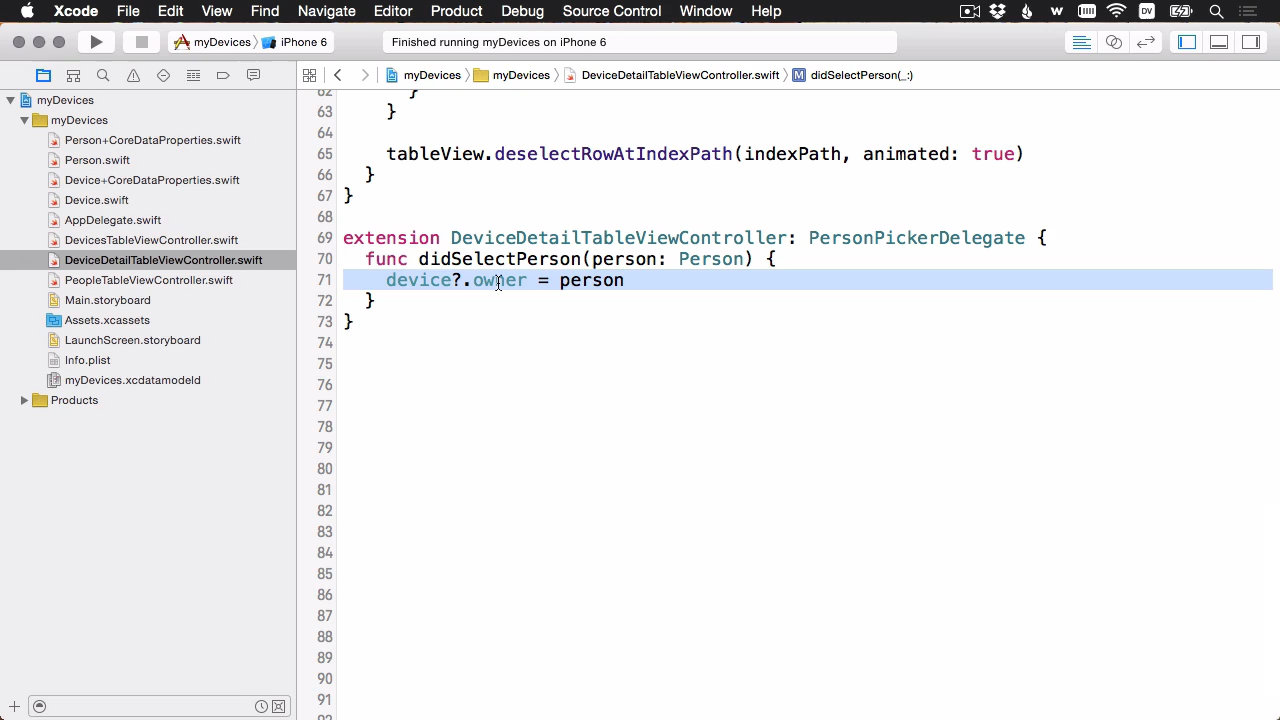 Xcode File Edit View Find Navigate Editor Product Debug Source Control Window Help
myDevices iPhone 6 Finished running myDevices on iPhone 6
myDevices myDevices DeviceDetailTableViewController.swift M didSelectPerson(_:)
myDevices
myDevices
Person+CoreDataProperties.swift
Person.swift
Device+CoreDataProperties.swift
Device.swift
AppDelegate.swift
DevicesTableViewController.swift
DeviceDetailTableViewController.swift
PeopleTableViewController.swift
Main.storyboard
Assets.xcassets
LaunchScreen.storyboard
Info.plist
myDevices.xcdatamodeld
Products
62 }
63 }
64
65 tableView.deselectRowAtIndexPath(indexPath, animated: true)
66 }
67 }
68
69 extension DeviceDetailTableViewController: PersonPickerDelegate {
70 func didSelectPerson(person: Person) {
71 device?.owner = person
72 }
73 }
74
75
76
77
78
79
80
81
82
83
84
85
86
87
88
89
90
91